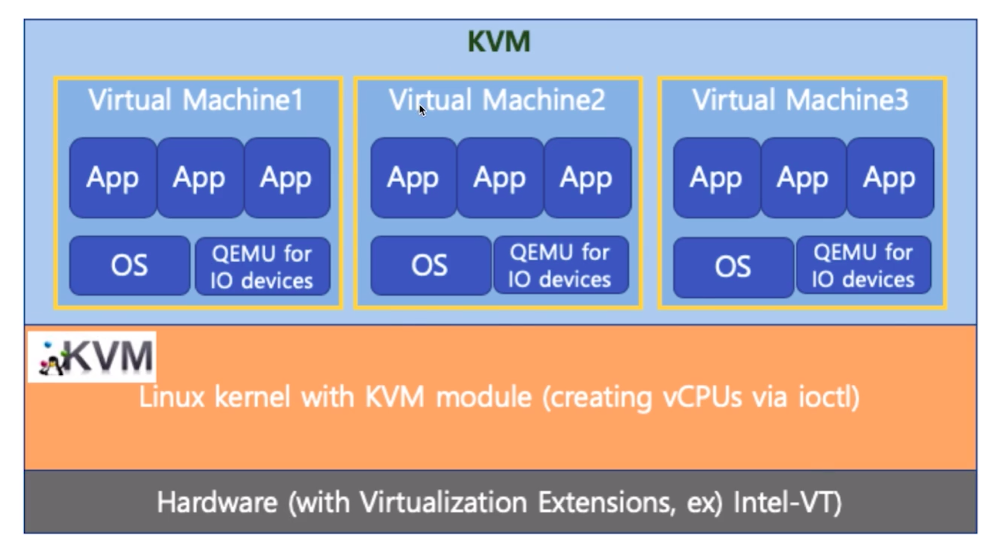 KVM
Virtual Machine1
App App App
OS
QEMU for
IO devices
Virtual Machine2
App App App
OS
QEMU for
IO devices
Virtual Machine3
App App App
OS
QEMU for
IO devices
KVM
Linux kernel with KVM module (creating vCPUs via ioctl)
Hardware (with Virtualization Extensions, ex) Intel-VT)